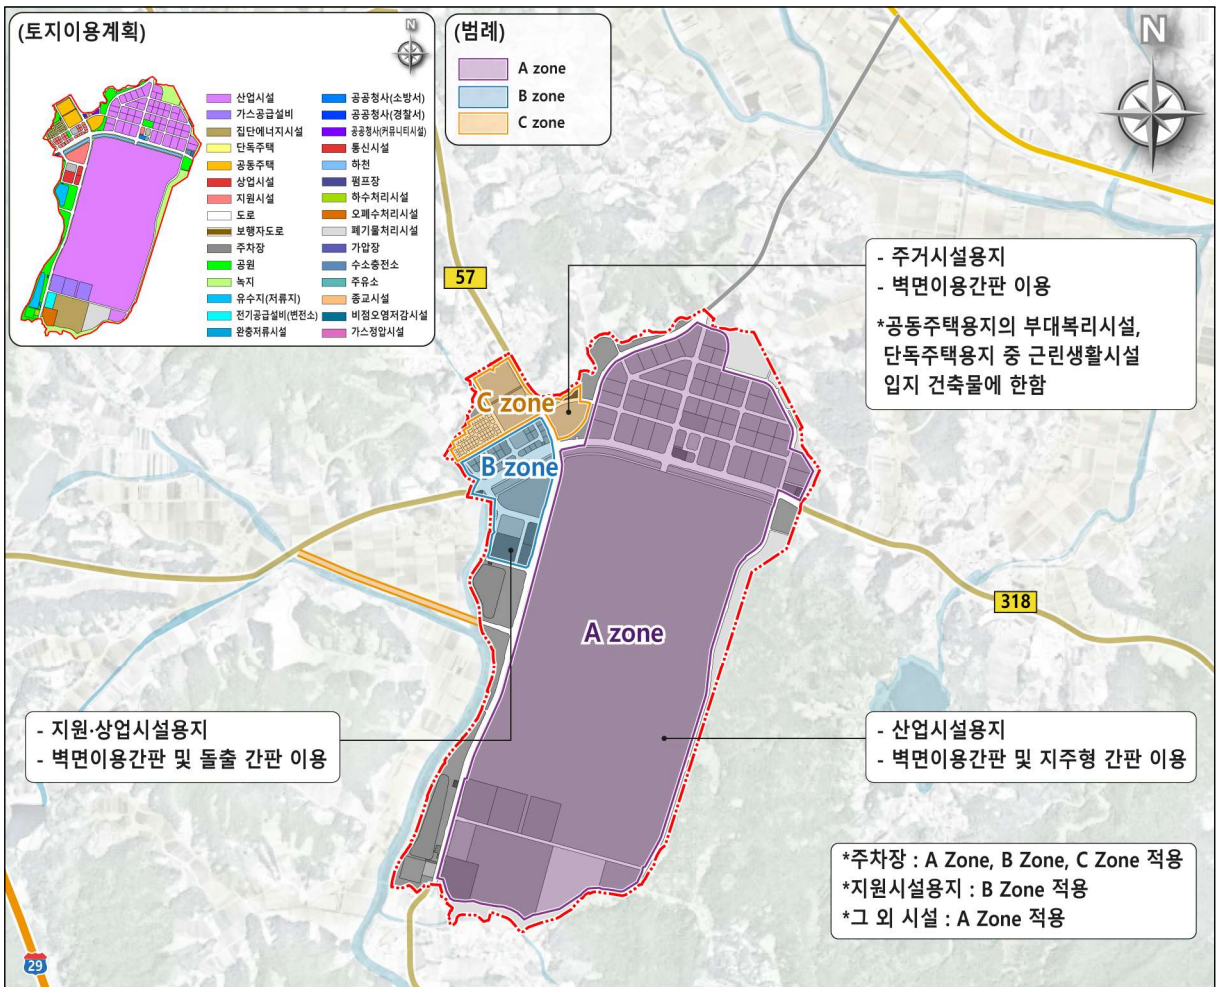 (토지이용계획)
N
산업시설
가스공급설비
집단에너지시설
단독주택
공동주택
상업시설
지원시설
도로
보행자도로
주차장
공원
녹지
유수지(저류지)
전기공급설비(변전소)
완충저류시설
공공청사(소방서)
공공청사(경찰서)
공공청사(커뮤니티시설)
통신시설
하천
펌프장
하수처리시설
오폐수처리시설
폐기물처리시설
가압장
수소충전소
주유소
종교시설
비점오염저감시설
가스정압시설
(범례)
A zone
B zone
C zone
N
57
- 주거시설용지
- 벽면이용간판 이용
*공동주택용지의 부대복리시설,
단독주택용지 중 근린생활시설
입지 건축물에 한함
C zone
B zone
318
A zone
- 지원·상업시설용지
- 벽면이용간판 및 돌출 간판 이용
- 산업시설용지
- 벽면이용간판 및 지주형 간판 이용
*주차장 : A Zone, B Zone, C Zone 적용
*지원시설용지 : B Zone 적용
*그 외 시설 : A Zone 적용
29